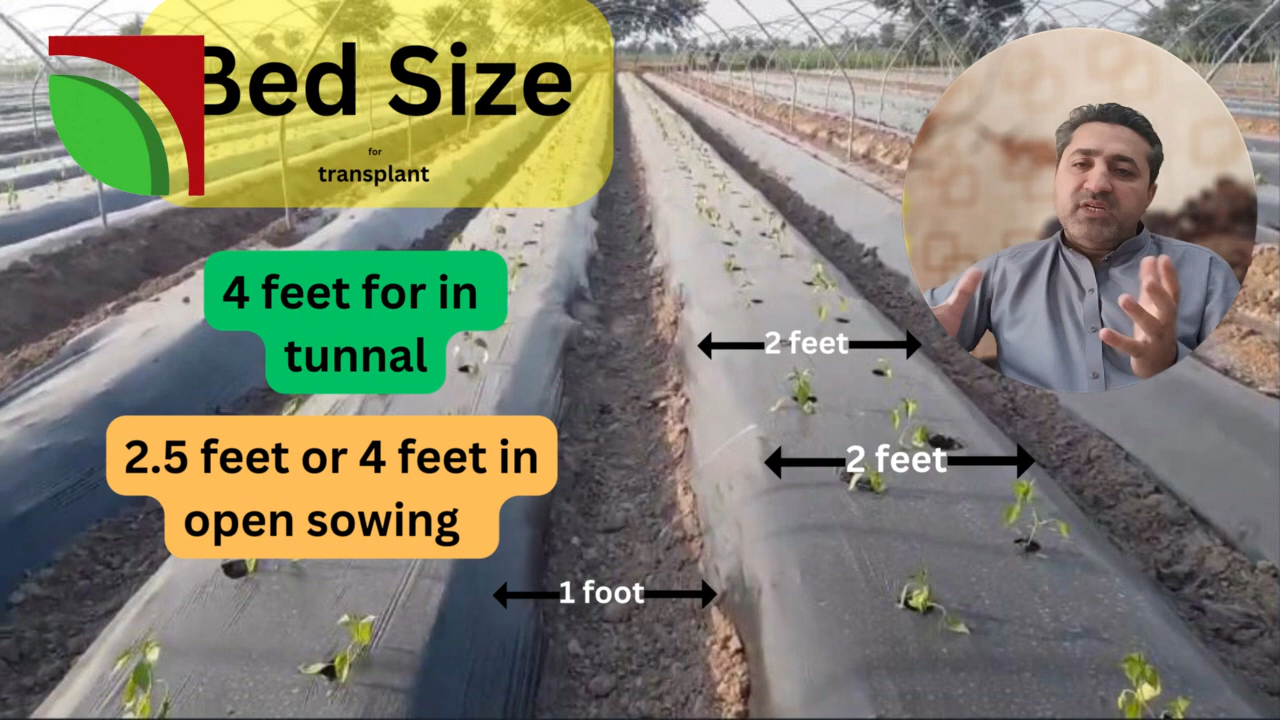 Bed Size
for
transplant
4 feet for in
tunnal
2 feet
2.5 feet or 4 feet in
open sowing
2 feet
1 foot